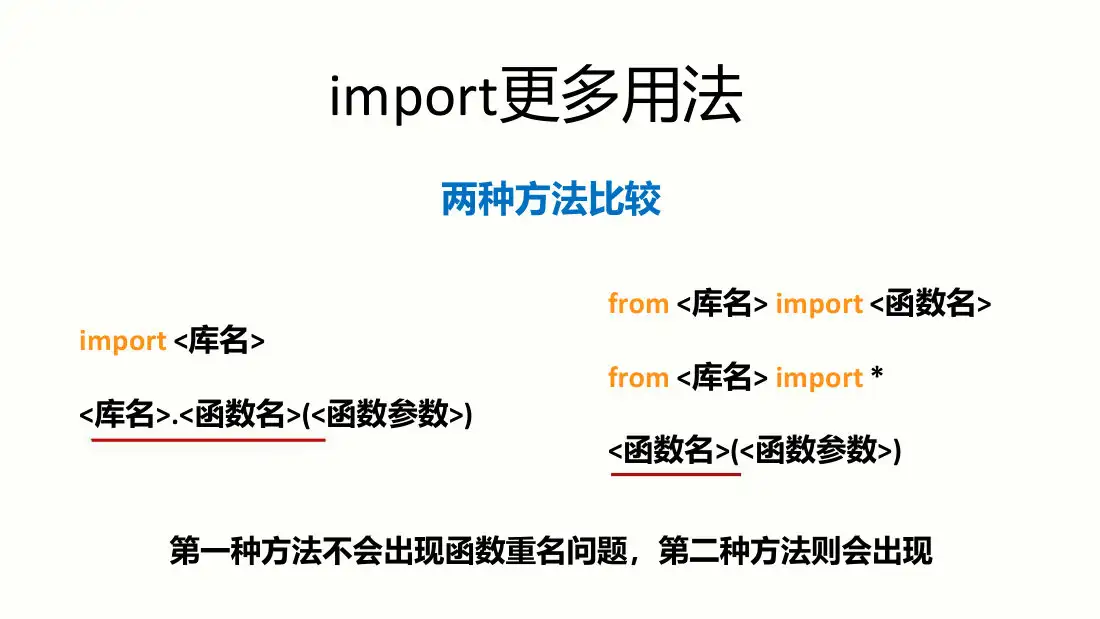 import更多用法
两种方法比较
import <库名>
<库名>.<函数名>(<函数参数>)
from <库名> import <函数名>
from <库名> import *
<函数名>(<函数参数>)
第一种方法不会出现函数重名问题，第二种方法则会出现